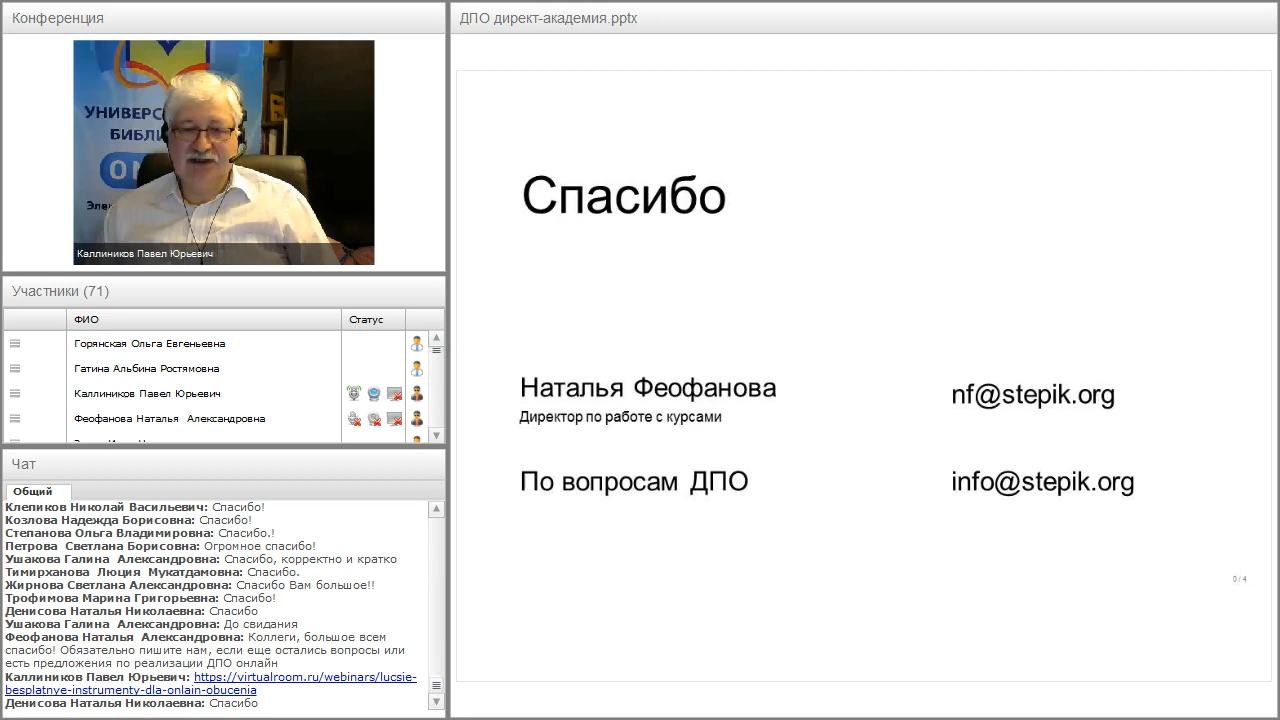 Конференция
УНИВЕРС
БИБЛИ
Каллиников Павел Юрьевич
Участники (71)
ФИО
Статус
Горянская Ольга Евгеньевна
Гатина Альбина Ростямовна
Каллиников Павел Юрьевич
Феофанова Наталья Александровна
Чат
Общий
Клепиков Николай Васильевич: Спасибо!
Козлова Надежда Борисовна: Спасибо!
Степанова Ольга Владимировна: Спасибо.!
Петрова Светлана Борисовна: Огромное спасибо!
Ушакова Галина Александровна: Спасибо, корректно и кратко
Тимирханова Люция Мукатдамовна: Спасибо.
Жирнова Светлана Александровна: Спасибо Вам большое!!
Трофимова Марина Григорьевна: Спасибо!
Денисова Наталья Николаевна: Спасибо
Ушакова Галина Александровна: До свидания
Феофанова Наталья Александровна: Коллеги, большое всем
спасибо! Обязательно пишите нам, если еще остались вопросы или
есть предложения по реализации ДПО онлайн
Каллиников Павел Юрьевич: https://virtualroom.ru/webinars/lucsie-
besplatnye-instrumenty-dla-onlain-obucenia
Денисова Наталья Николаевна: Спасибо
ДПО директ-академия.pptx
Спасибо
Наталья Феофанова
Директор по работе с курсами
nf@stepik.org
По вопросам ДПО
info@stepik.org
0 / 4